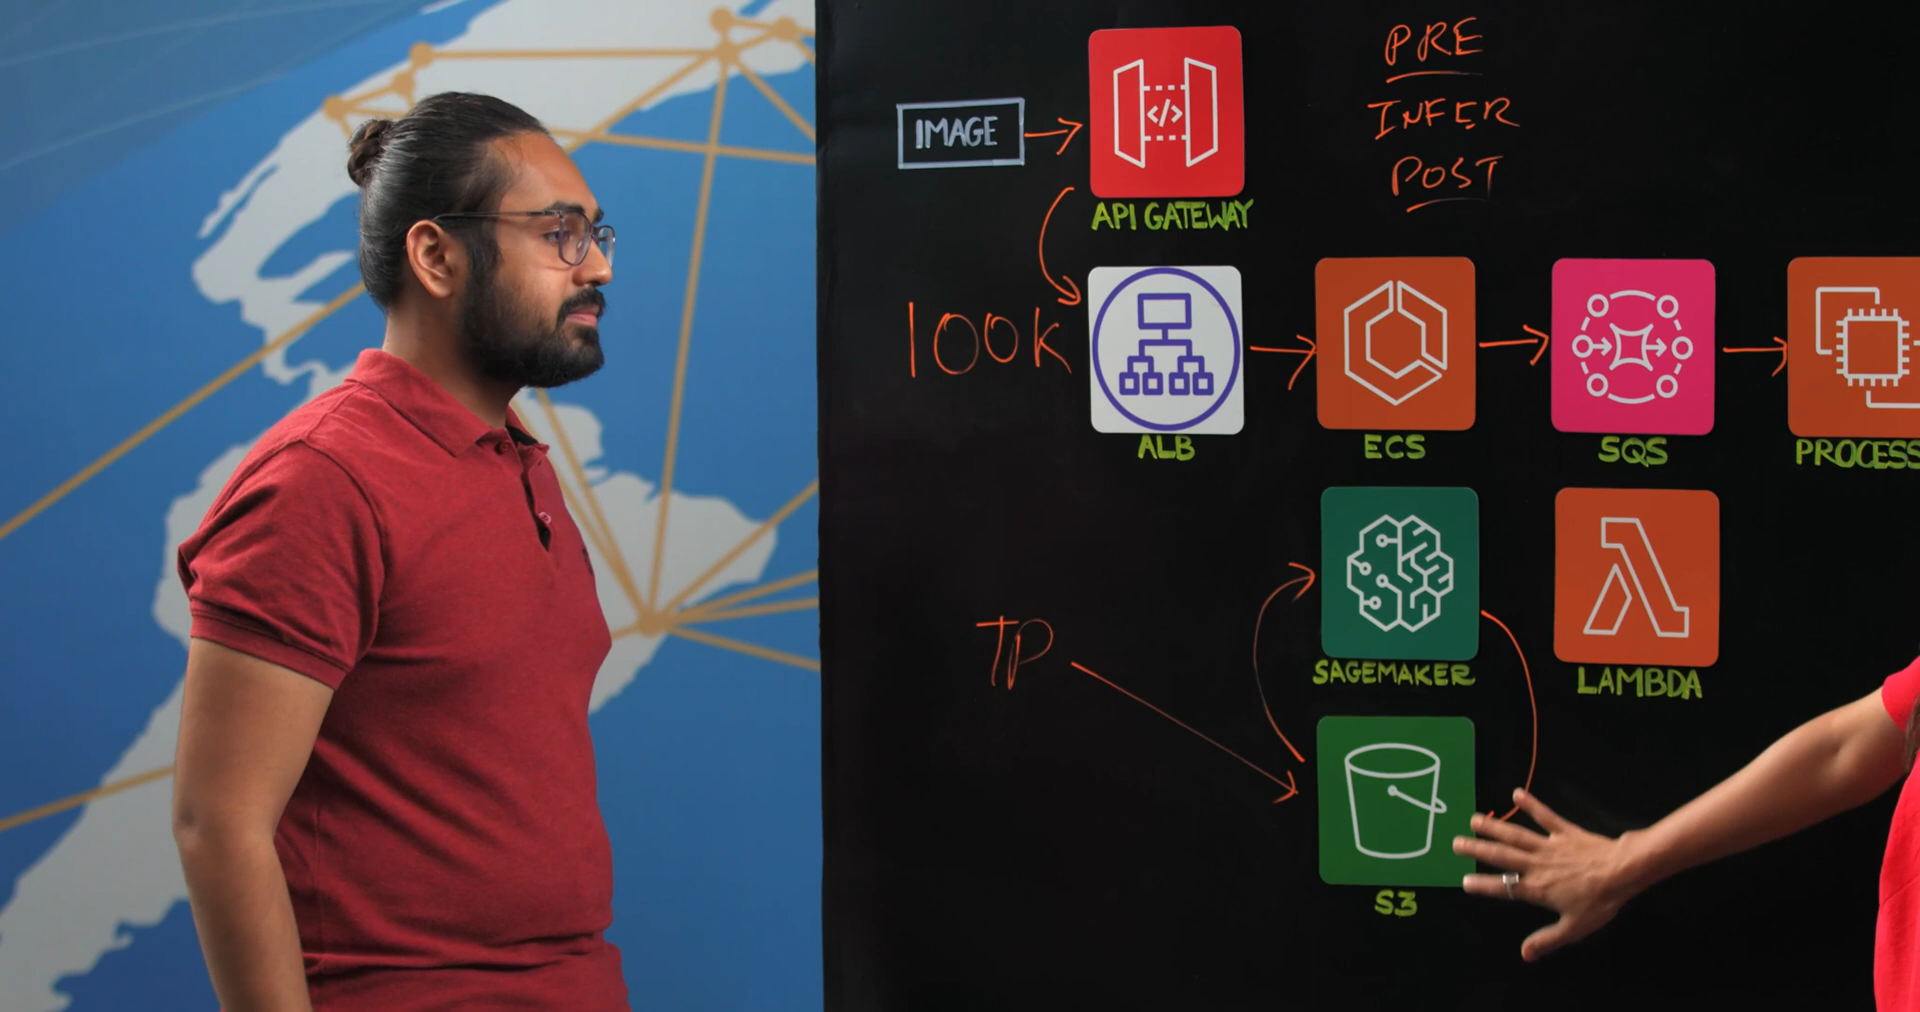 PRE
INFER
POST
IMAGE
</>
API GATEWAY
100K
ALB
ECS
SQS
PROCESS
TP
SAGEMAKER
LAMBDA
S3